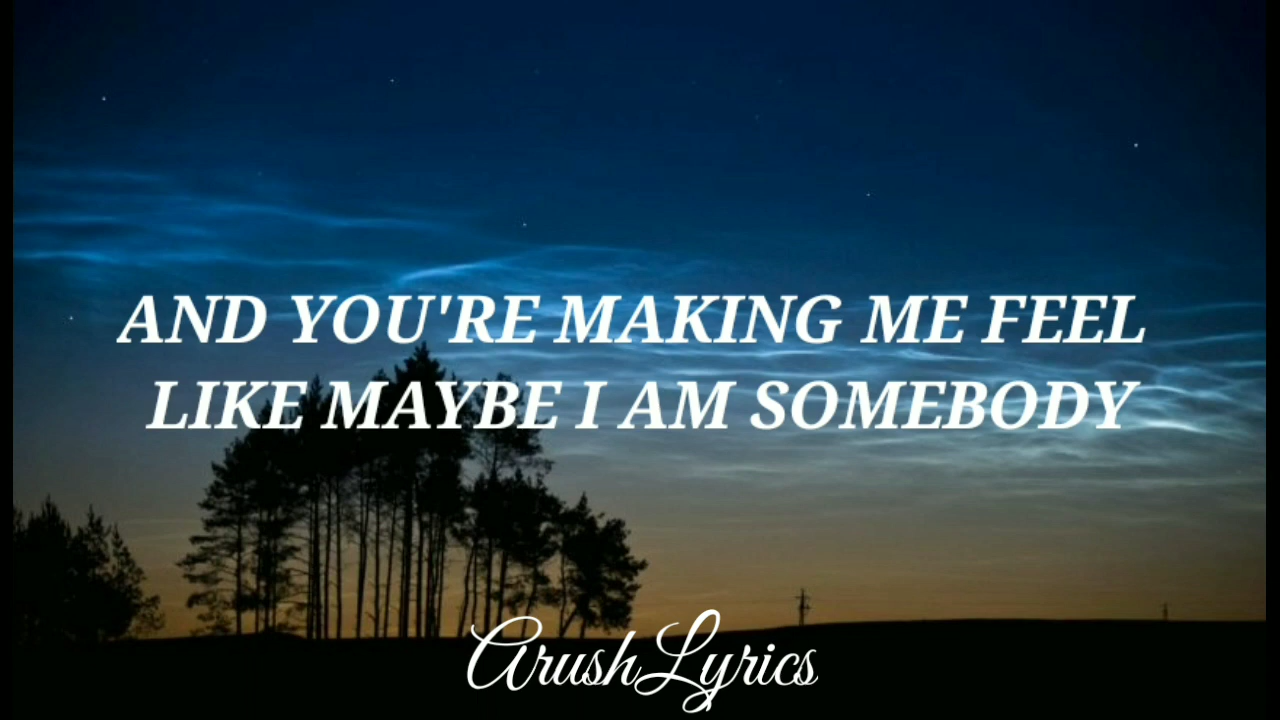 AND YOU'RE MAKING ME FEEL
LIKE MAYBE I AM SOMEBODY
ArushLyrics